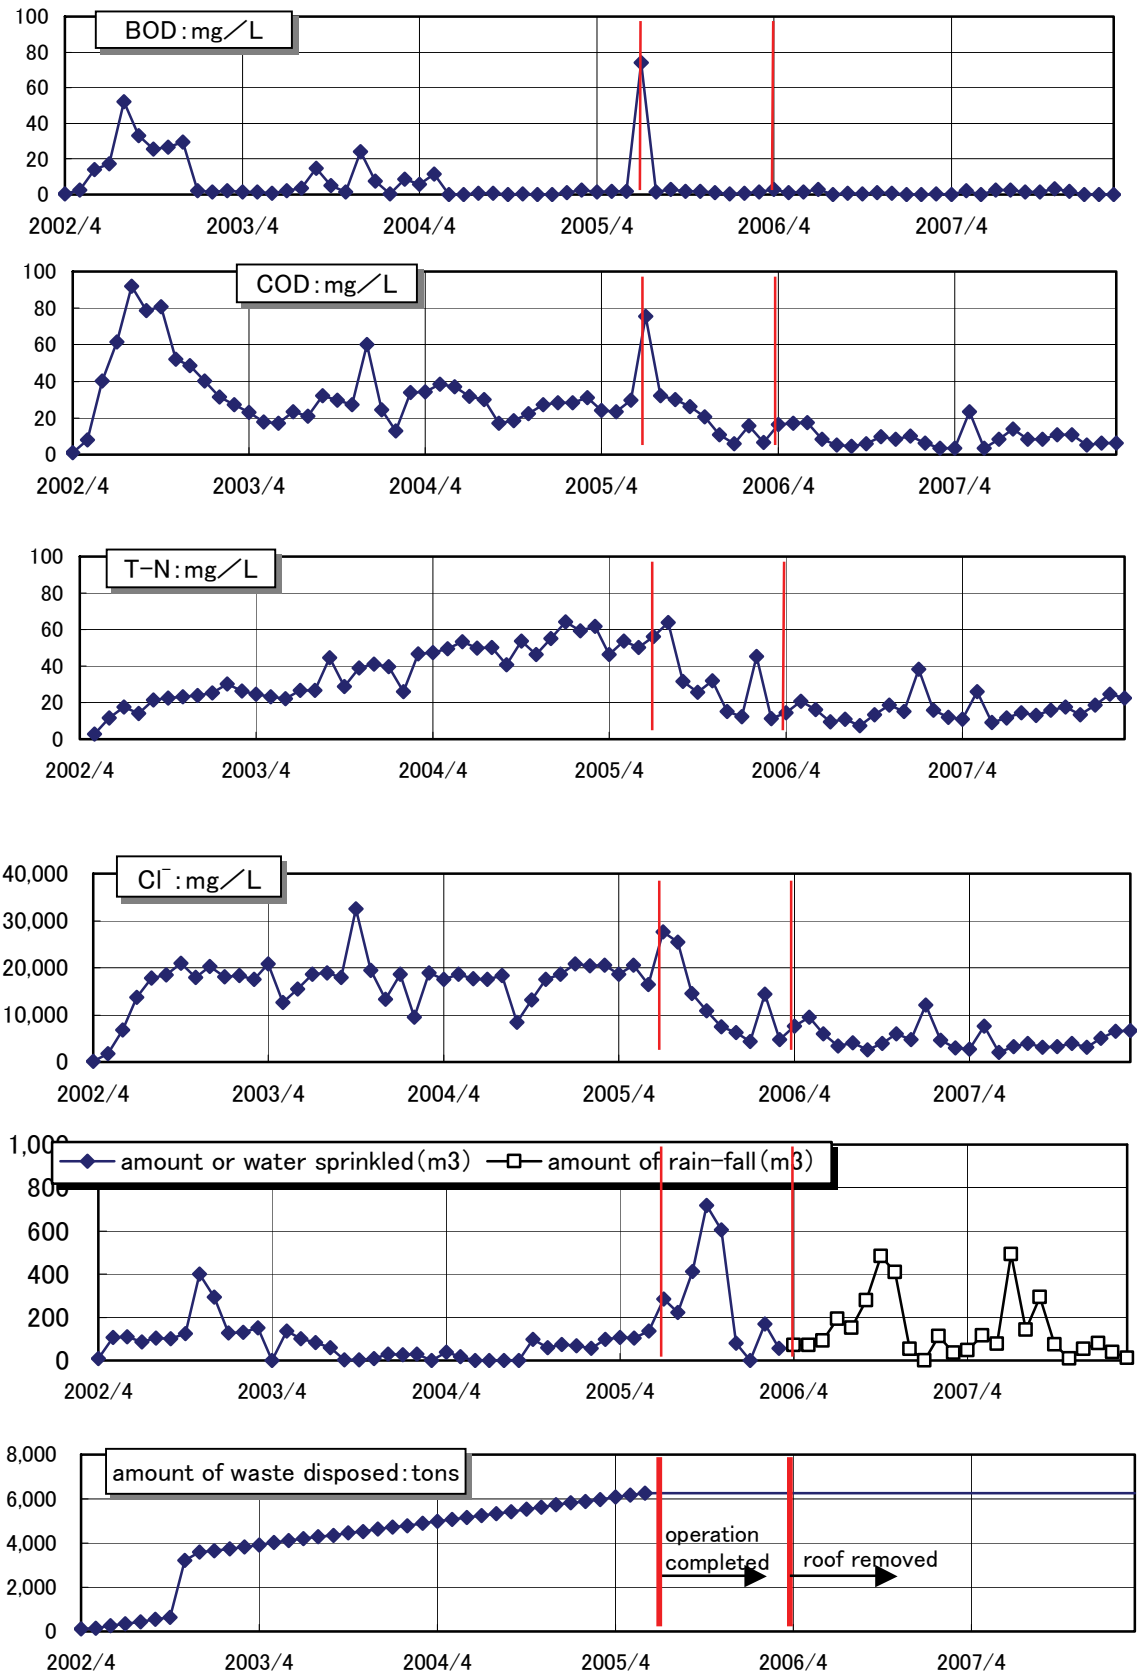 100
BOD:mg/L
80
60
40
20
0
2002/4 2003/4 2004/4 2005/4 2006/4 2007/4
100
COD:mg/L
80
60
40
20
0
2002/4 2003/4 2004/4 2005/4 2006/4 2007/4
100
T-N:mg/L
80
60
40
20
0
2002/4 2003/4 2004/4 2005/4 2006/4 2007/4
40,000
Cl⁻:mg/L
30,000
20,000
10,000
0
2002/4 2003/4 2004/4 2005/4 2006/4 2007/4
1,000
amount or water sprinkled(m3) amount of rain-fall(m3)
800
600
400
200
0
2002/4 2003/4 2004/4 2005/4 2006/4 2007/4
8,000
amount of waste disposed:tons
6,000
operation
completed roof removed
4,000
2,000
0
2002/4 2003/4 2004/4 2005/4 2006/4 2007/4